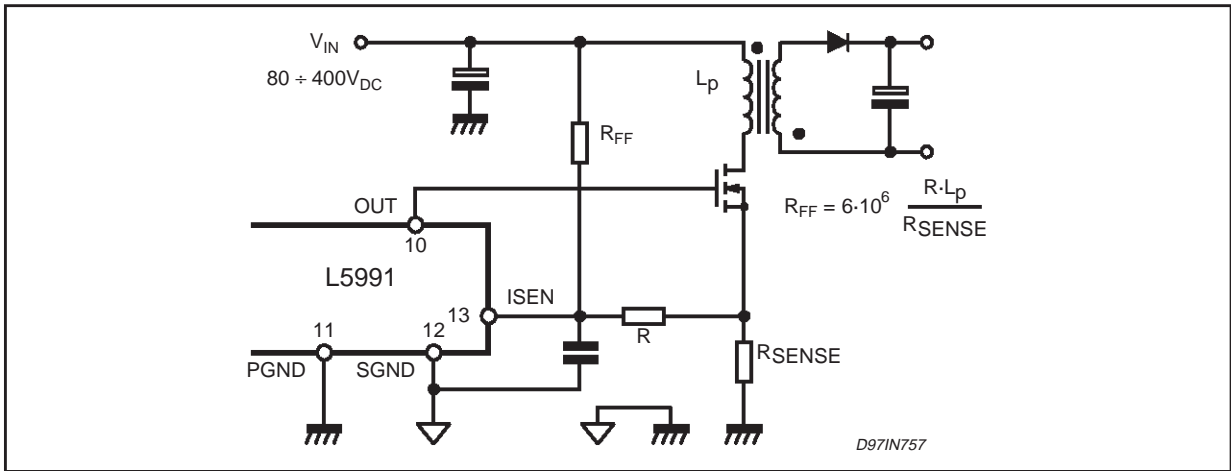 V_IN
80 ÷ 400V_DC
L_p
R_FF
R_FF = 6·10^6 R·L_p / R_SENSE
OUT
10
L5991
ISEN
13
11
12
R
R_SENSE
PGND
SGND
D97IN757